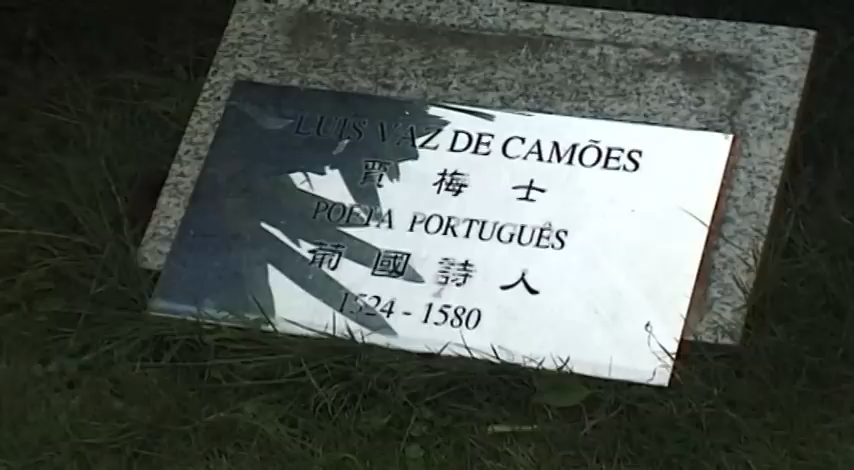 LUIS VAZ DE CAMÕES
賈梅士
POETA PORTUGUÊS
葡國詩人
1524 - 1580